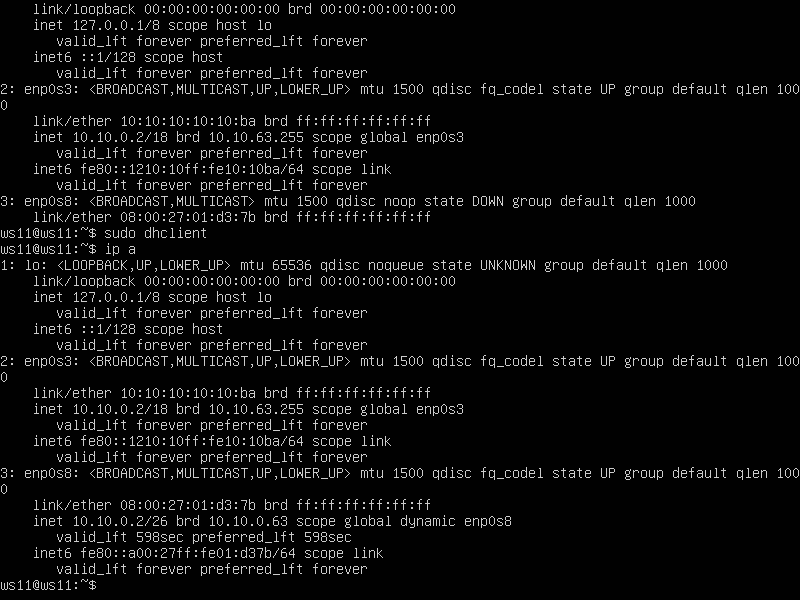 link/loopback 00:00:00:00:00:00 brd 00:00:00:00:00:00
    inet 127.0.0.1/8 scope host lo
       valid_lft forever preferred_lft forever
    inet6 ::1/128 scope host
       valid_lft forever preferred_lft forever
2: enp0s3: <BROADCAST,MULTICAST,UP,LOWER_UP> mtu 1500 qdisc fq_codel state UP group default qlen 100
0
    link/ether 10:10:10:10:10:ba brd ff:ff:ff:ff:ff:ff
    inet 10.10.0.2/18 brd 10.10.63.255 scope global enp0s3
       valid_lft forever preferred_lft forever
    inet6 fe80::1210:10ff:fe10:10ba/64 scope link
       valid_lft forever preferred_lft forever
3: enp0s8: <BROADCAST,MULTICAST> mtu 1500 qdisc noop state DOWN group default qlen 1000
    link/ether 08:00:27:01:d3:7b brd ff:ff:ff:ff:ff:ff
ws11@ws11:~$ sudo dhclient
ws11@ws11:~$ ip a
1: lo: <LOOPBACK,UP,LOWER_UP> mtu 65536 qdisc noqueue state UNKNOWN group default qlen 1000
    link/loopback 00:00:00:00:00:00 brd 00:00:00:00:00:00
    inet 127.0.0.1/8 scope host lo
       valid_lft forever preferred_lft forever
    inet6 ::1/128 scope host
       valid_lft forever preferred_lft forever
2: enp0s3: <BROADCAST,MULTICAST,UP,LOWER_UP> mtu 1500 qdisc fq_codel state UP group default qlen 100
0
    link/ether 10:10:10:10:10:ba brd ff:ff:ff:ff:ff:ff
    inet 10.10.0.2/18 brd 10.10.63.255 scope global enp0s3
       valid_lft forever preferred_lft forever
    inet6 fe80::1210:10ff:fe10:10ba/64 scope link
       valid_lft forever preferred_lft forever
3: enp0s8: <BROADCAST,MULTICAST,UP,LOWER_UP> mtu 1500 qdisc fq_codel state UP group default qlen 100
0
    link/ether 08:00:27:01:d3:7b brd ff:ff:ff:ff:ff:ff
    inet 10.10.0.2/26 brd 10.10.0.63 scope global dynamic enp0s8
       valid_lft 598sec preferred_lft 598sec
    inet6 fe80::a00:27ff:fe01:d37b/64 scope link
       valid_lft forever preferred_lft forever
ws11@ws11:~$